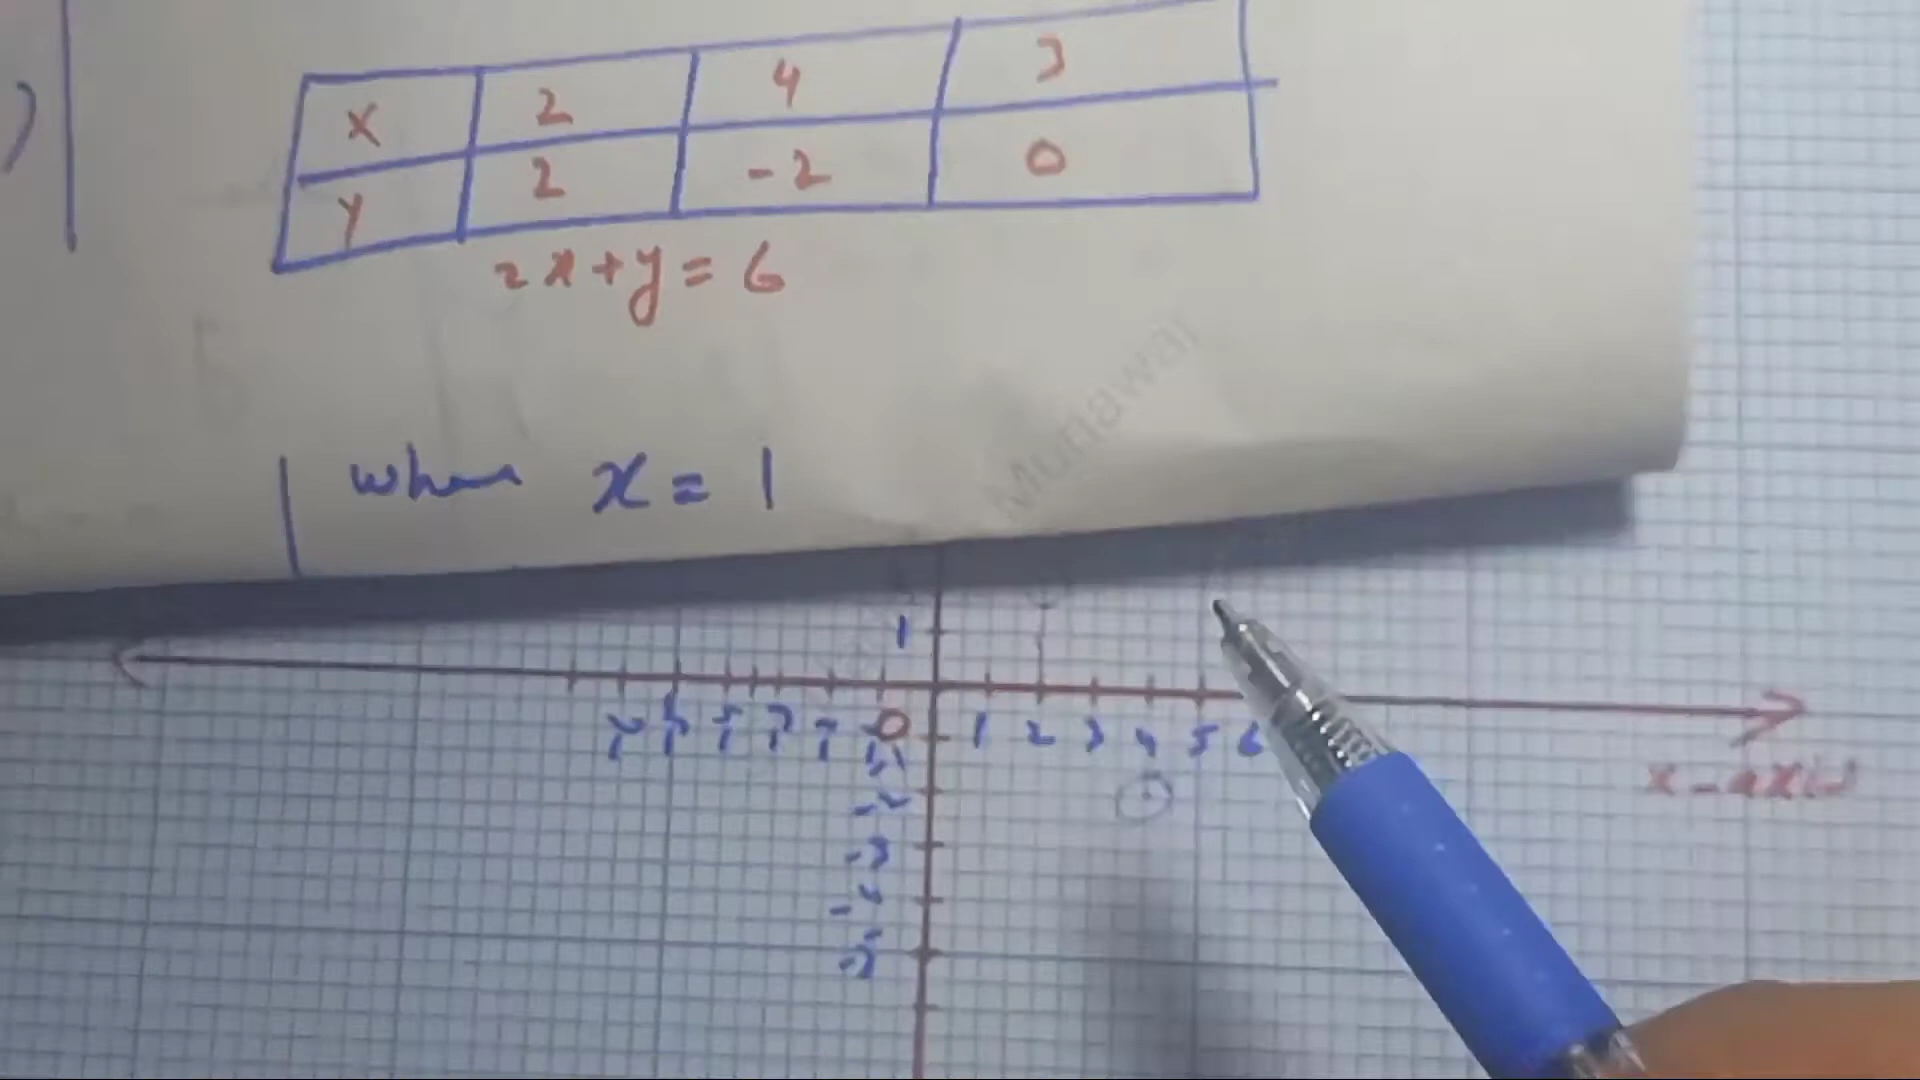 )
x 2 4 3
y 2 -2 0
2x+y=6
when x = 1
Munawar
1
0 1 2 3 4 5 6
-2
-3
-4
-5
x-axis